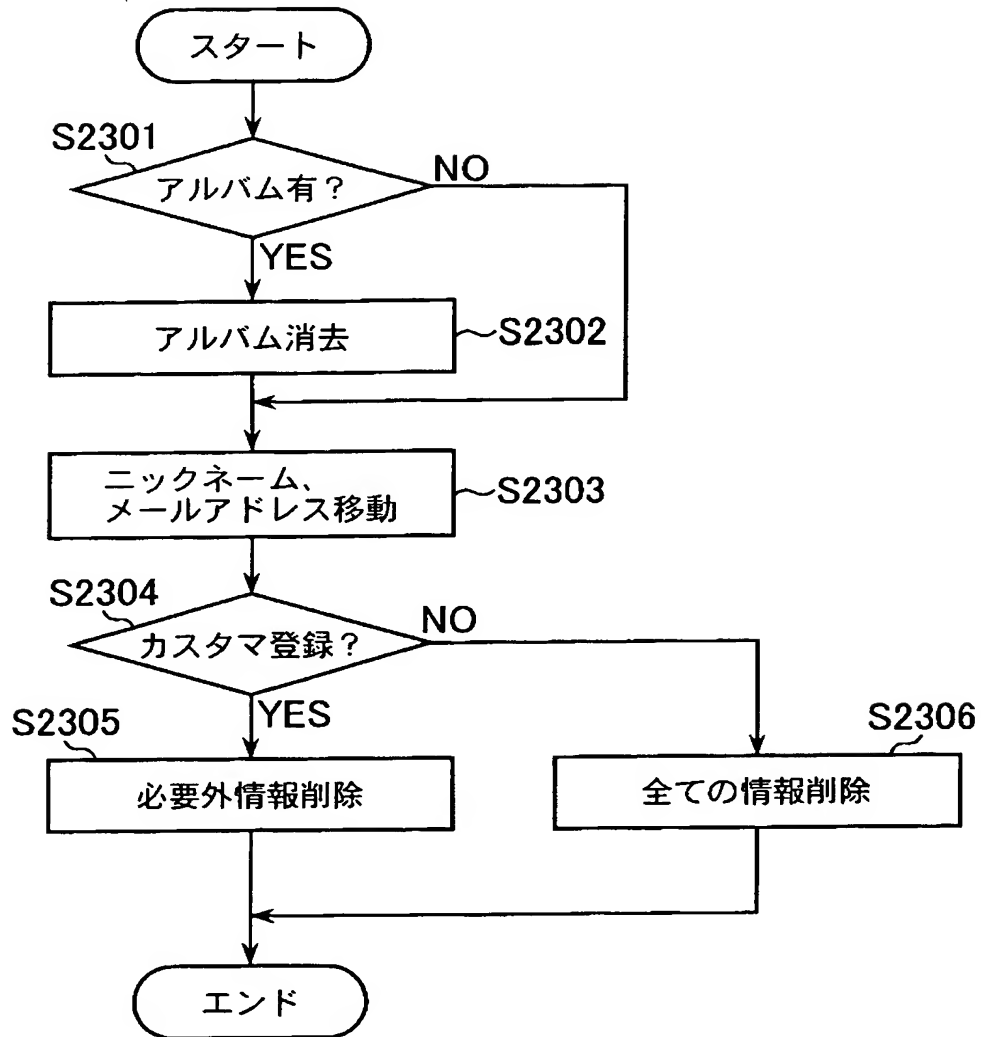 スタート
S2301
アルバム有?
NO
YES
アルバム消去
S2302
ニックネーム、
メールアドレス移動
S2303
S2304
カスタマ登録?
NO
YES
S2305
必要外情報削除
S2306
全ての情報削除
エンド